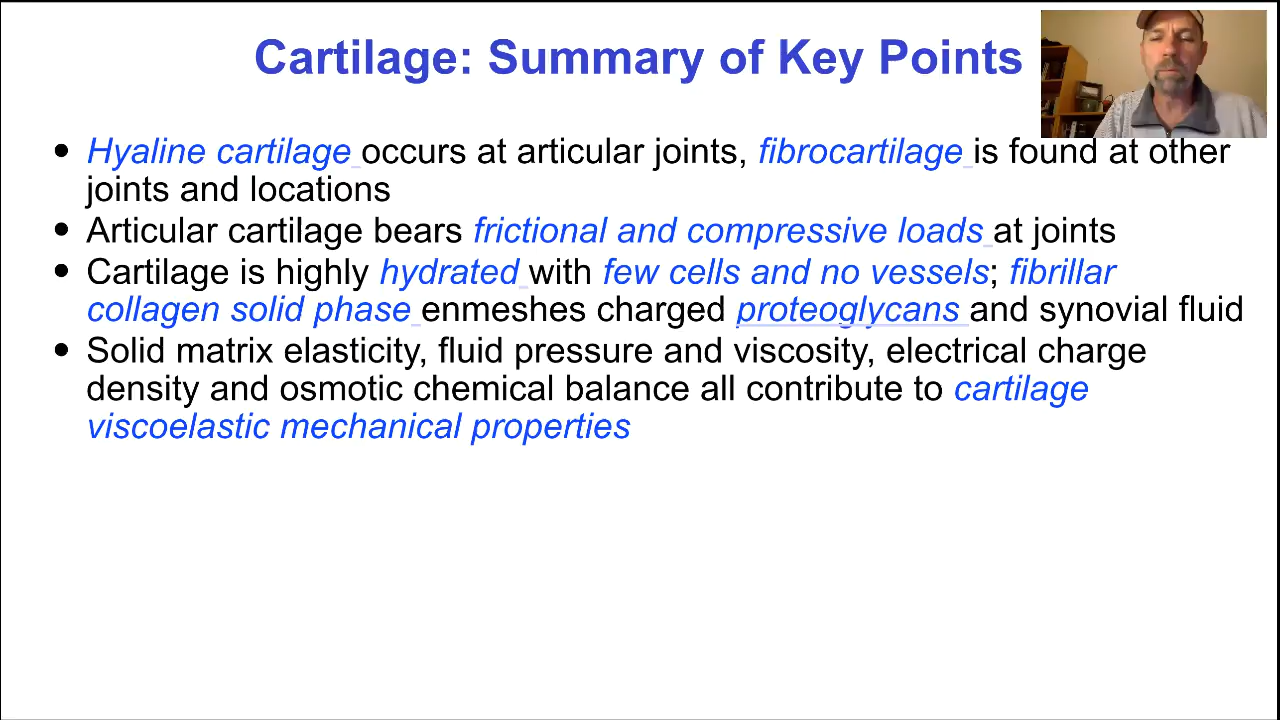 Cartilage: Summary of Key Points
• Hyaline cartilage occurs at articular joints, fibrocartilage is found at other
joints and locations
• Articular cartilage bears frictional and compressive loads at joints
• Cartilage is highly hydrated with few cells and no vessels; fibrillar
collagen solid phase enmeshes charged proteoglycans and synovial fluid
• Solid matrix elasticity, fluid pressure and viscosity, electrical charge
density and osmotic chemical balance all contribute to cartilage
viscoelastic mechanical properties